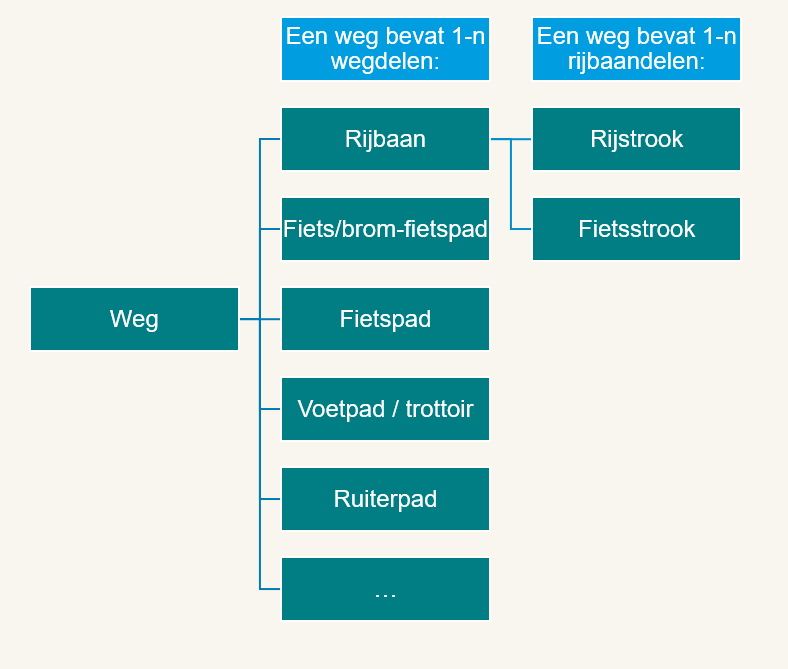 Een weg bevat 1-n
wegdelen:
Een weg bevat 1-n
rijbaandelen:
Rijbaan
Rijstrook
Fiets/brom-fietspad
Fietsstrook
Weg
Fietspad
Voetpad / trottoir
Ruiterpad
...